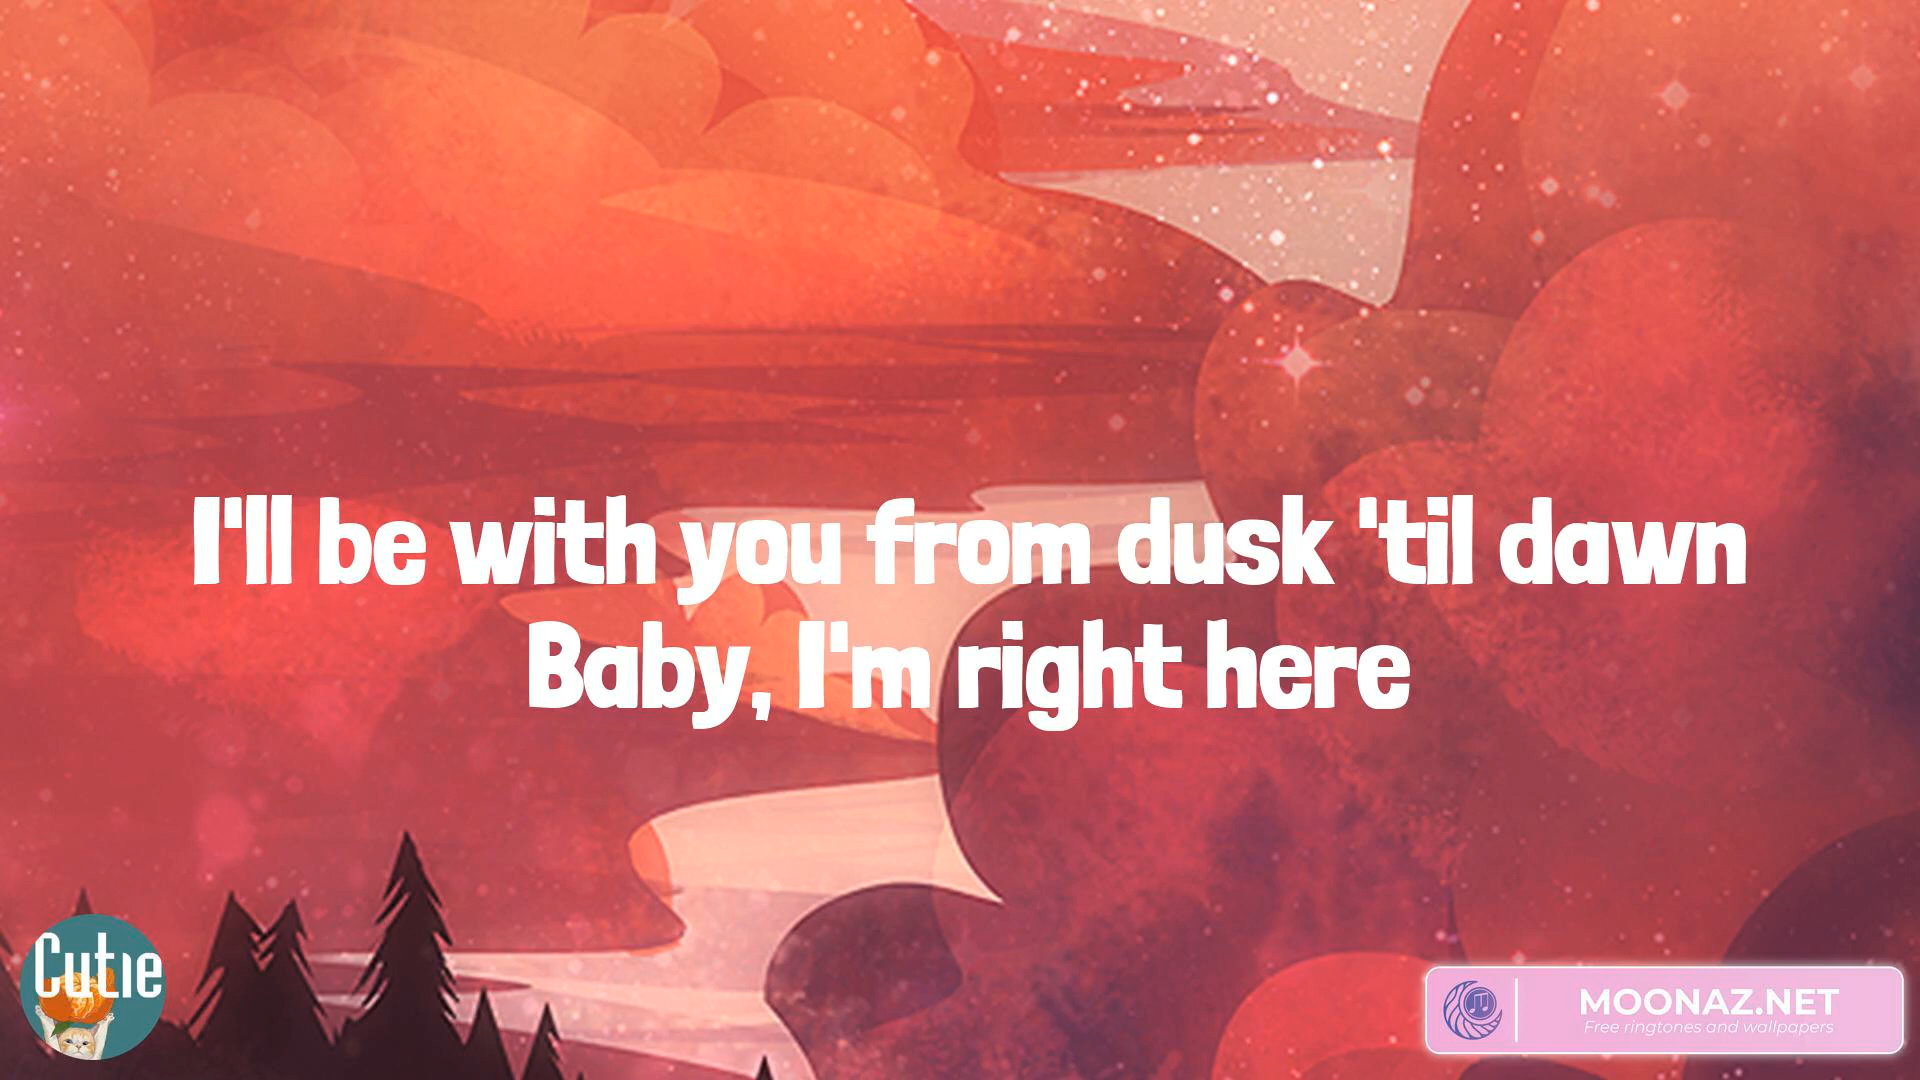 I'll be with you from dusk 'til dawn
Baby, I'm right here
Cutie
MOONAZ.NET
Free ringtones and wallpapers